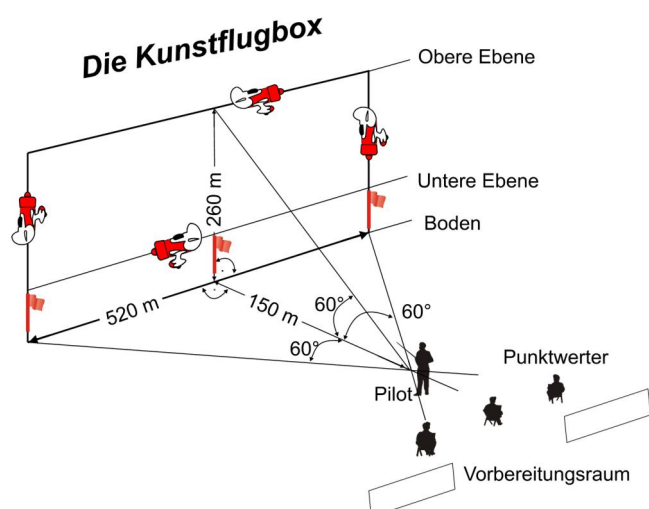 Die Kunstflugbox
Obere Ebene
Untere Ebene
260 m
Boden
520 m
150 m
60°
60°
60°
Punktwerter
Pilot
Vorbereitungsraum